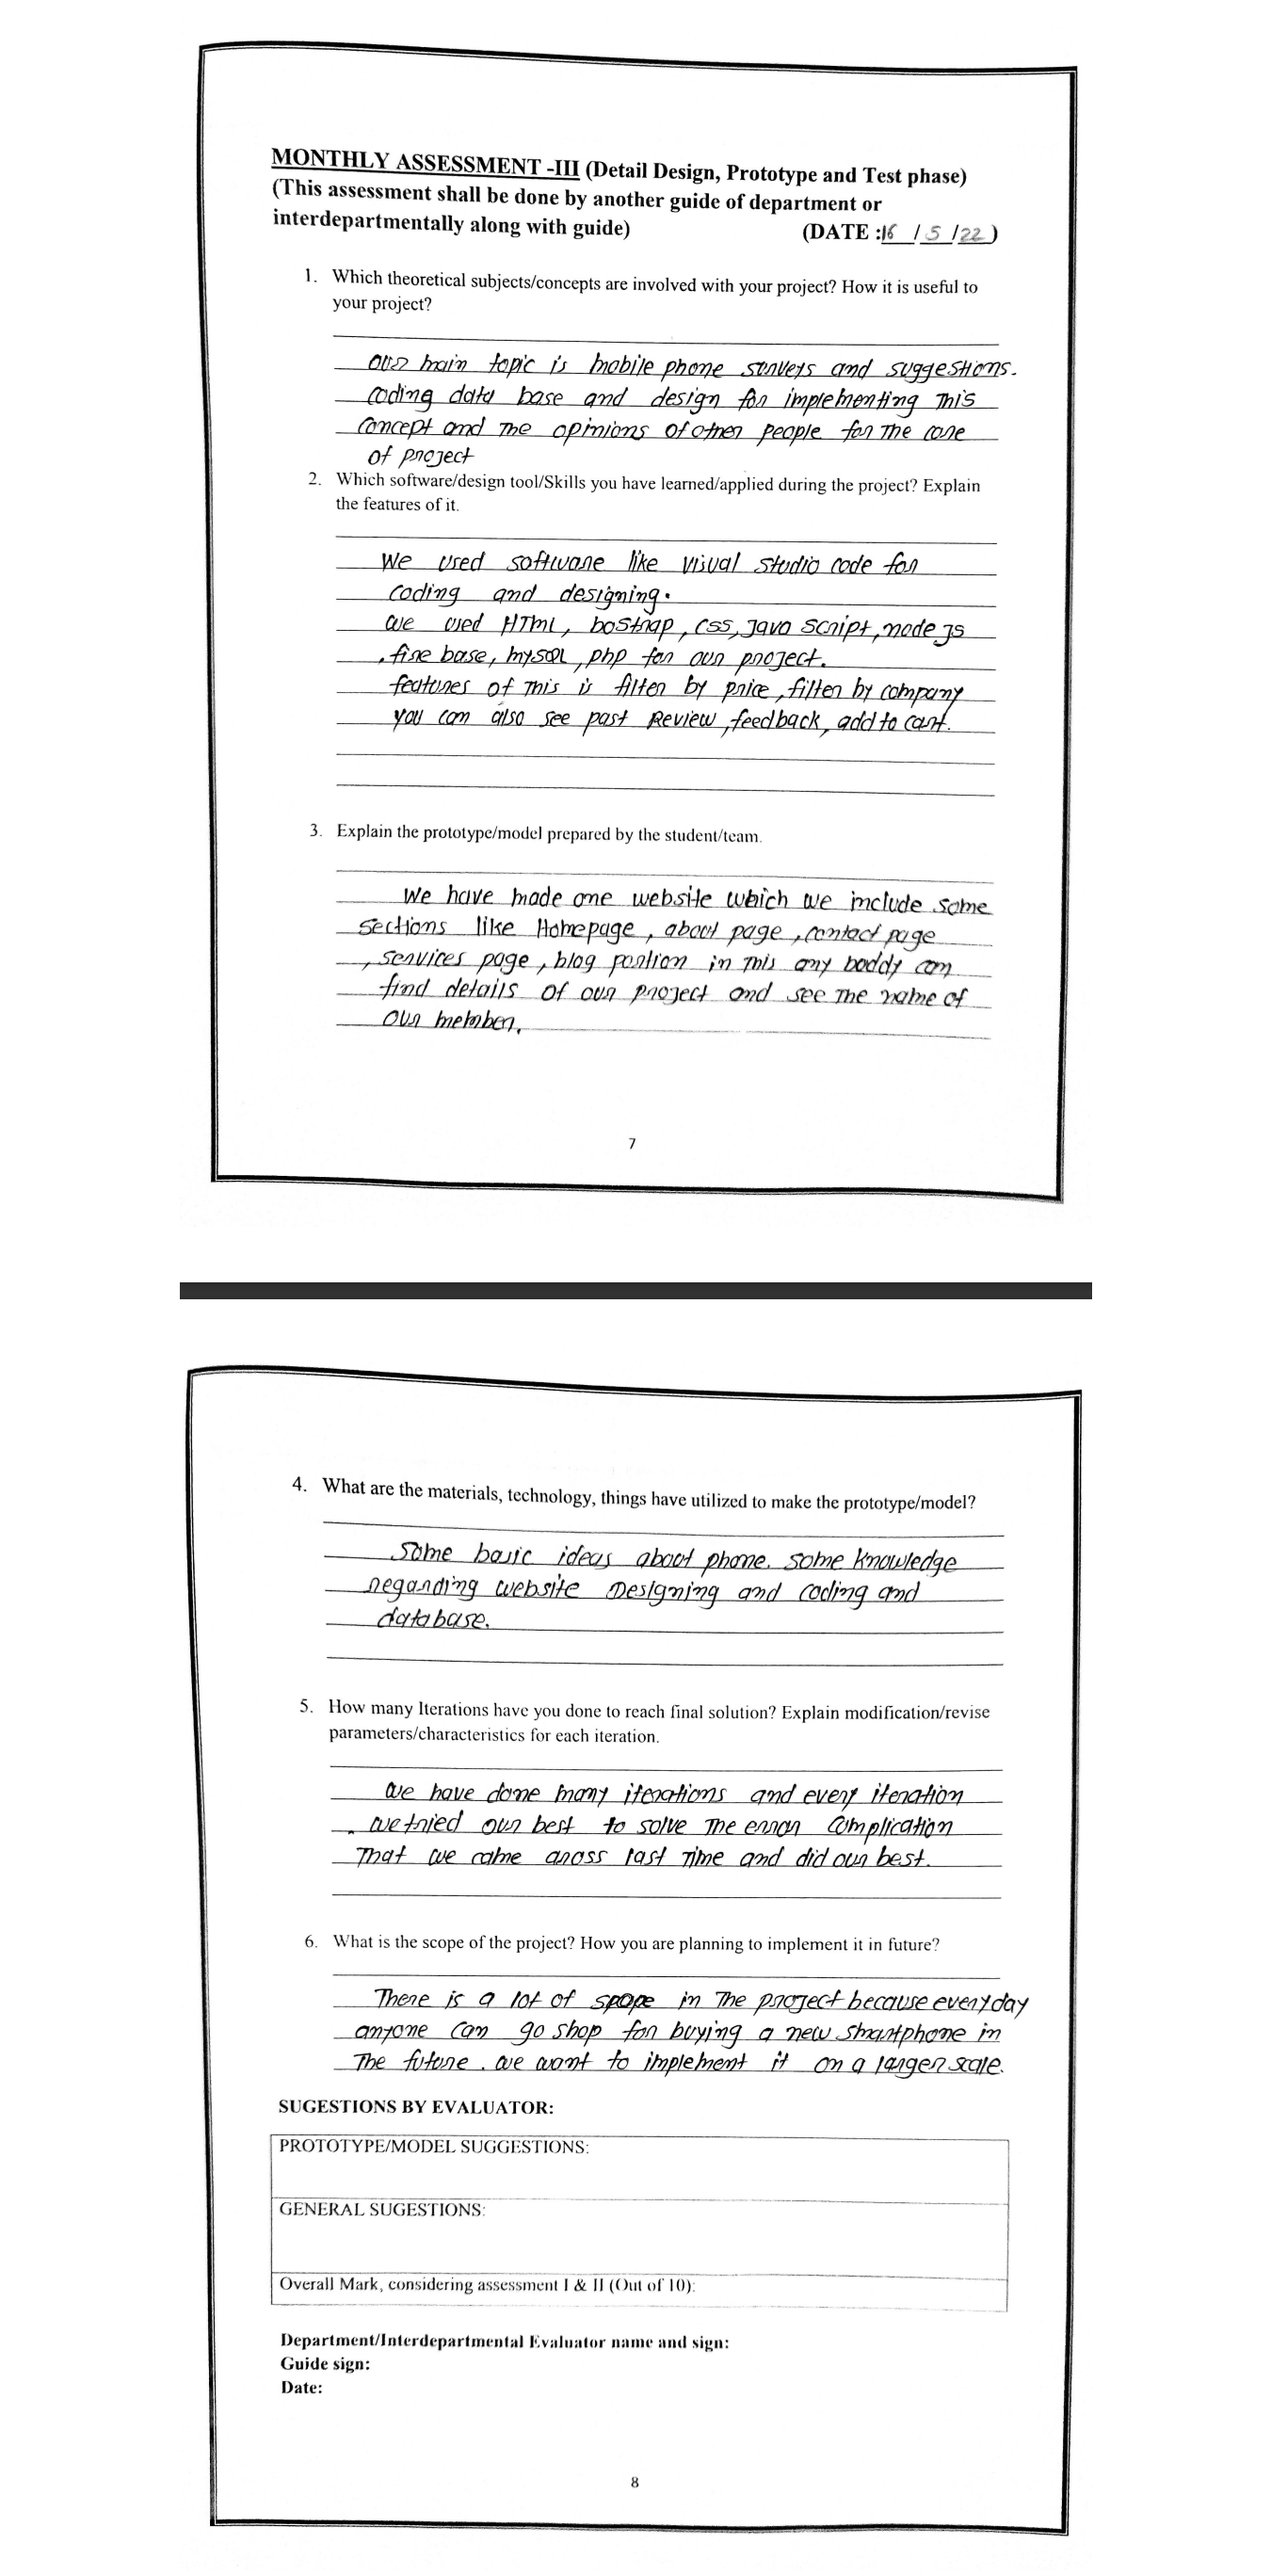 MONTHLY ASSESSMENT -III (Detail Design, Prototype and Test phase)
(This assessment shall be done by another guide of department or
interdepartmentally along with guide) (DATE :16 / 5 /22 )
1. Which theoretical subjects/concepts are involved with your project? How it is useful to
your project?
our main topic is mobile phone survers and suggestions.
coding data base and design for implementing This
concept and The opinions of other people for The core
of project
2. Which software/design tool/Skills you have learned/applied during the project? Explain
the features of it.
We used software like visual studio code for
coding and designing.
we used HTML, bostrap, css, java script, node js
, fire base, mysQL, php for our project.
features of This is filter by price, filter by company
you can also see past Review, feedback, add to cart.
3. Explain the prototype/model prepared by the student/team.
We have made one website which we include some
sections like Homepage, about page, contact page
, services page, blog portion in This any boddy can
find details of our project and see The name of
our member.
7
4. What are the materials, technology, things have utilized to make the prototype/model?
Some basic ideas about phone. some knowledge
regarding website Designing and coding and
database.
5. How many Iterations have you done to reach final solution? Explain modification/revise
parameters/characteristics for each iteration.
we have done many iterations and every iteration
we tried our best to solve The error complication
That we came aross last Time and did our best.
6. What is the scope of the project? How you are planning to implement it in future?
There is a lot of in The project because everyday
anyone can go shop for buying a new smartphone in
The future. we want to implement it on a larger scale.
SUGESTIONS BY EVALUATOR:
PROTOTYPE/MODEL SUGGESTIONS:
GENERAL SUGESTIONS:
Overall Mark, considering assessment I & II (Out of 10):
Department/Interdepartmental Evaluator name and sign:
Guide sign:
Date:
8